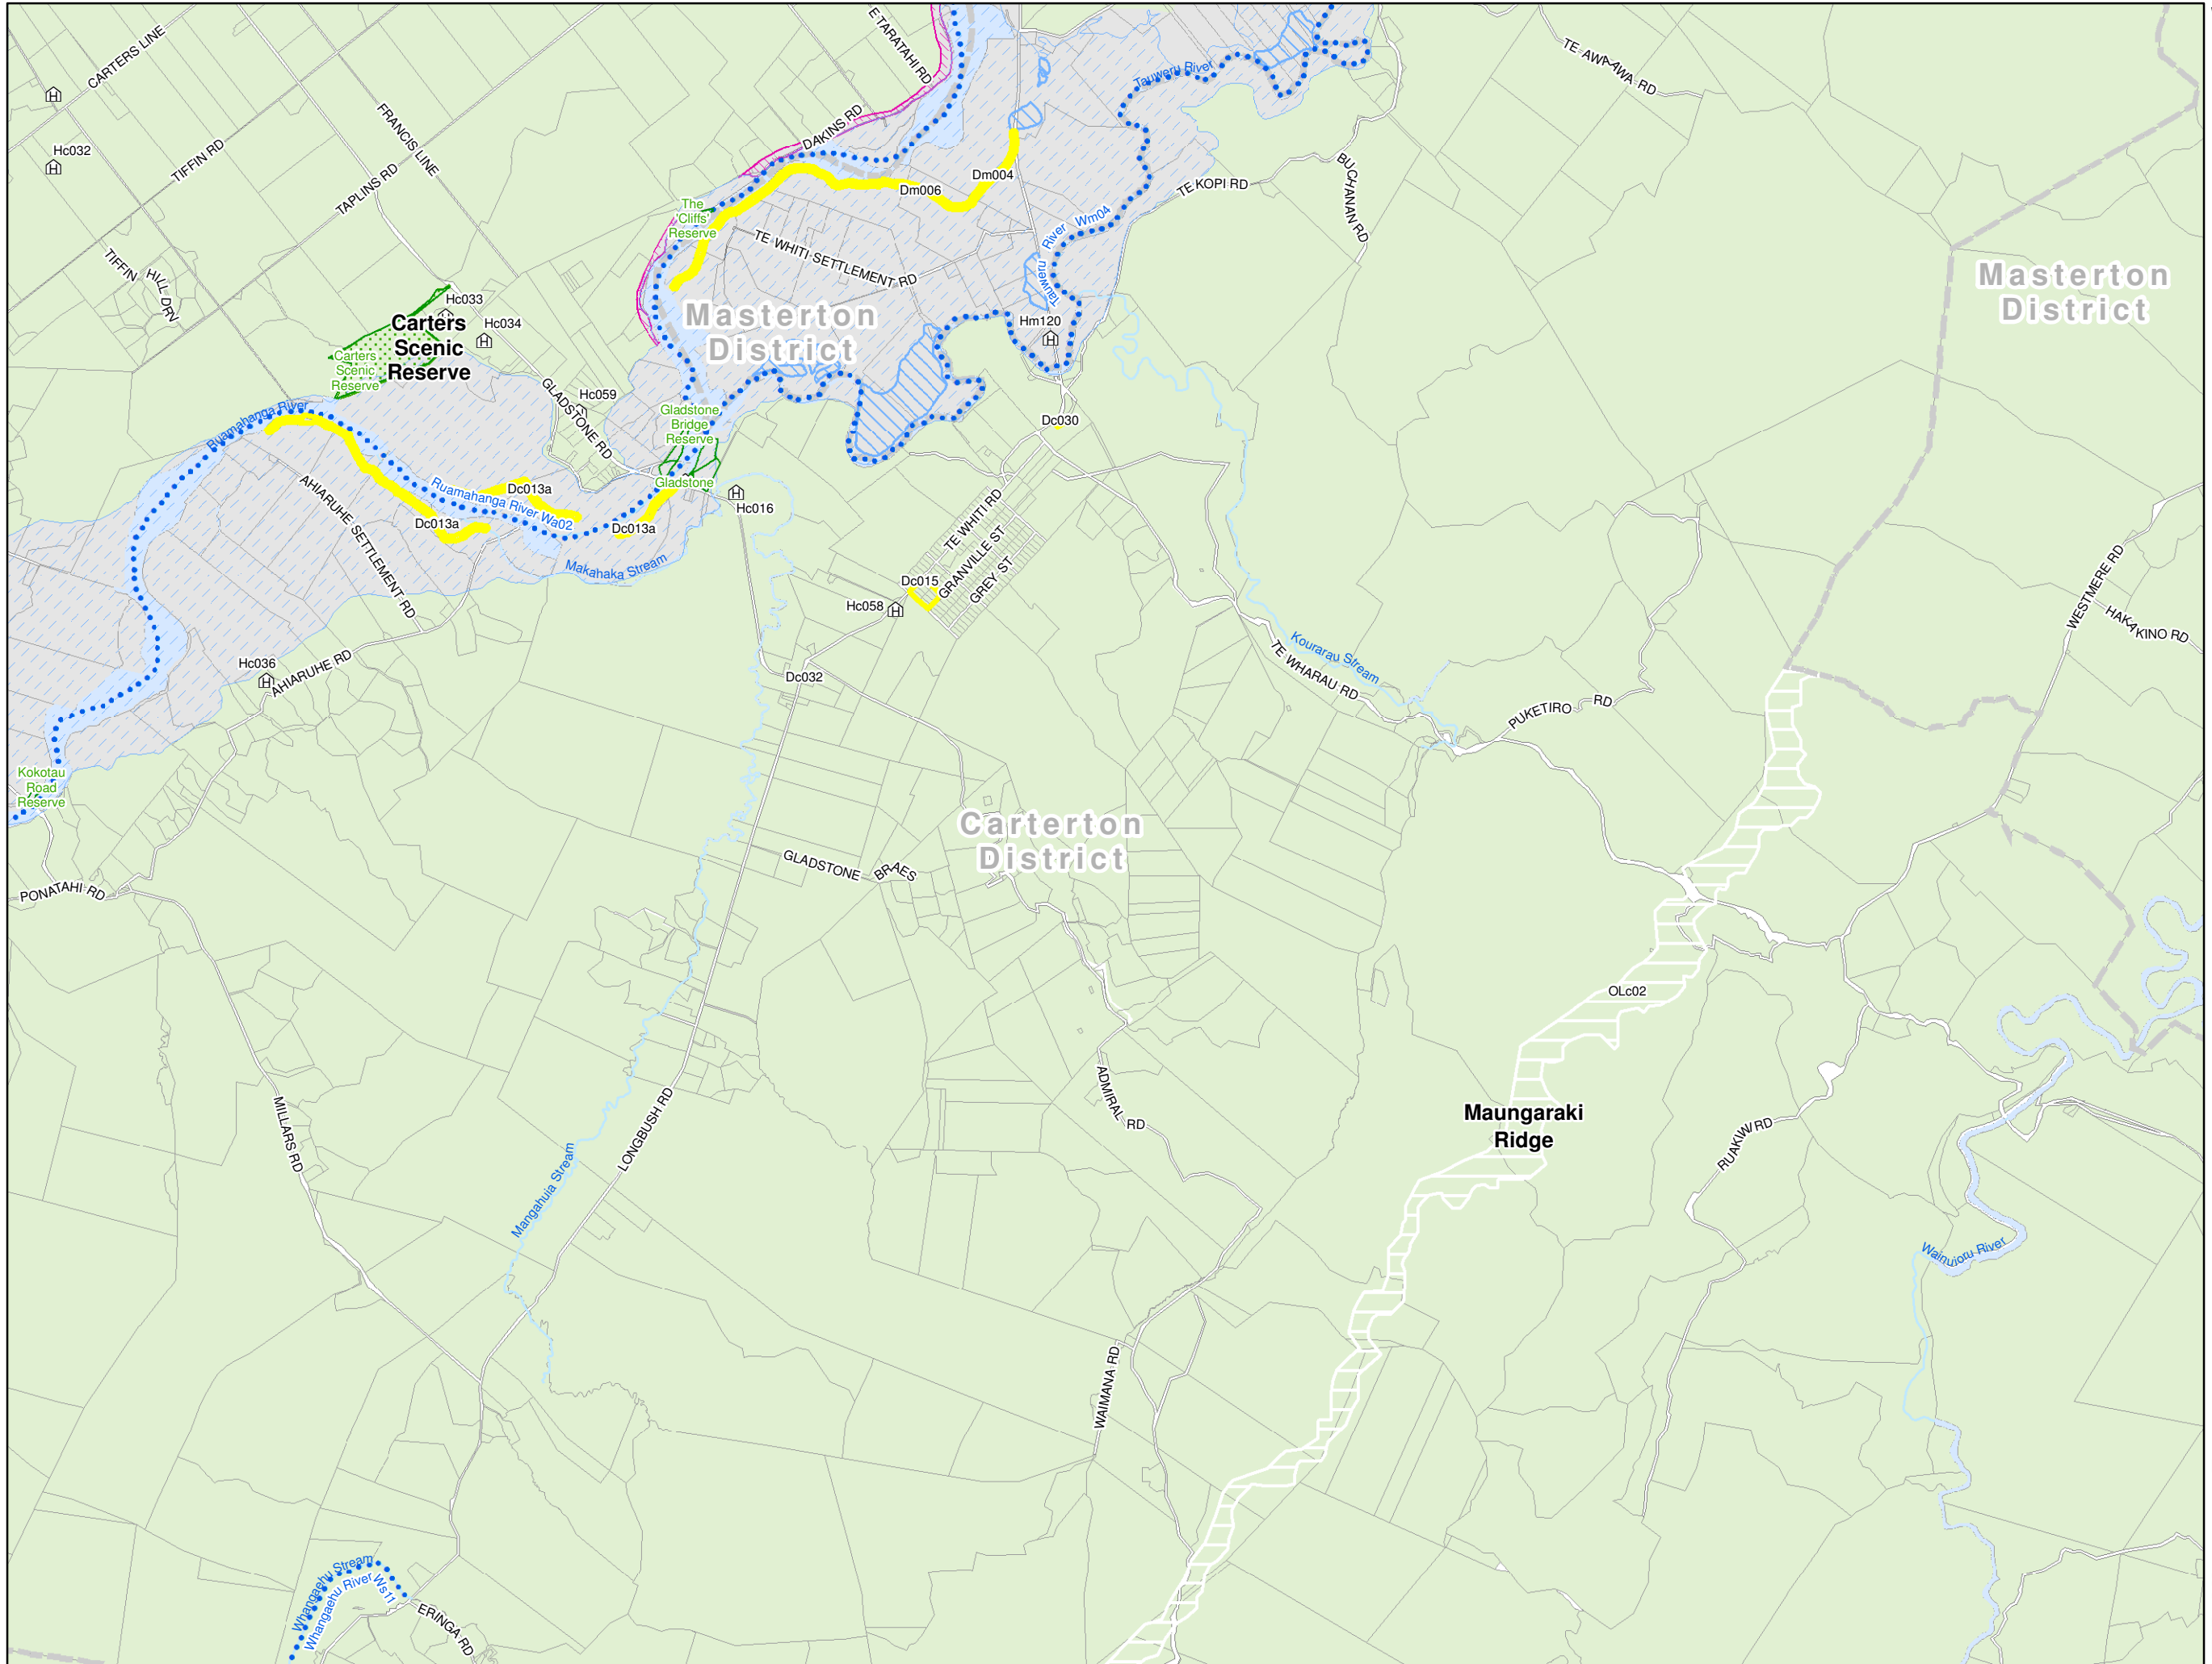 CARTERS LINE
E TARATAHI RD
Tauweru River
TE AWA AWA RD
FRANCIS LINE
DAKINS RD
Hc032
TIFFIN RD
TAPLINS RD
Dm006
Dm004
TE KOPI RD
BUCHANAN RD
The
'Cliffs'
Reserve
TE WHITI SETTLEMENT RD
Tauweru
River
Wm04
TIFFIN
HILL DRV
Masterton
District
Masterton
District
Hc033
Hc034
Carters
Scenic
Reserve
Carters
Scenic
Reserve
Hm120
Hc059
GLADSTONE RD
Gladstone
Bridge
Reserve
Dc030
Ruamahanga River
AHIARUHE SETTLEMENT RD
Ruamahanga River Wa02
Dc013a
Dc013a
Dc013a
Gladstone
Hc016
TE WHITI RD
GRANVILLE ST
GREY ST
Makahaka Stream
Dc015
Hc058
WESTMERE RD
HAKAKINO RD
Hc036
AHIARUHE RD
Dc032
Kourarau Stream
TE WHARAU RD
PUKETIRO RD
Kokotau
Road
Reserve
Carterton
District
GLADSTONE BRAES
PONATAHI RD
OLc02
MILLARS RD
LONGBUSH RD
ADMIRAL RD
Maungaraki
Ridge
RUAKIWI RD
Mangahuia Stream
Wainuioru River
WAIMANA RD
Whangaehu Stream
Whangaehu River
Ws11
ERINGA RD